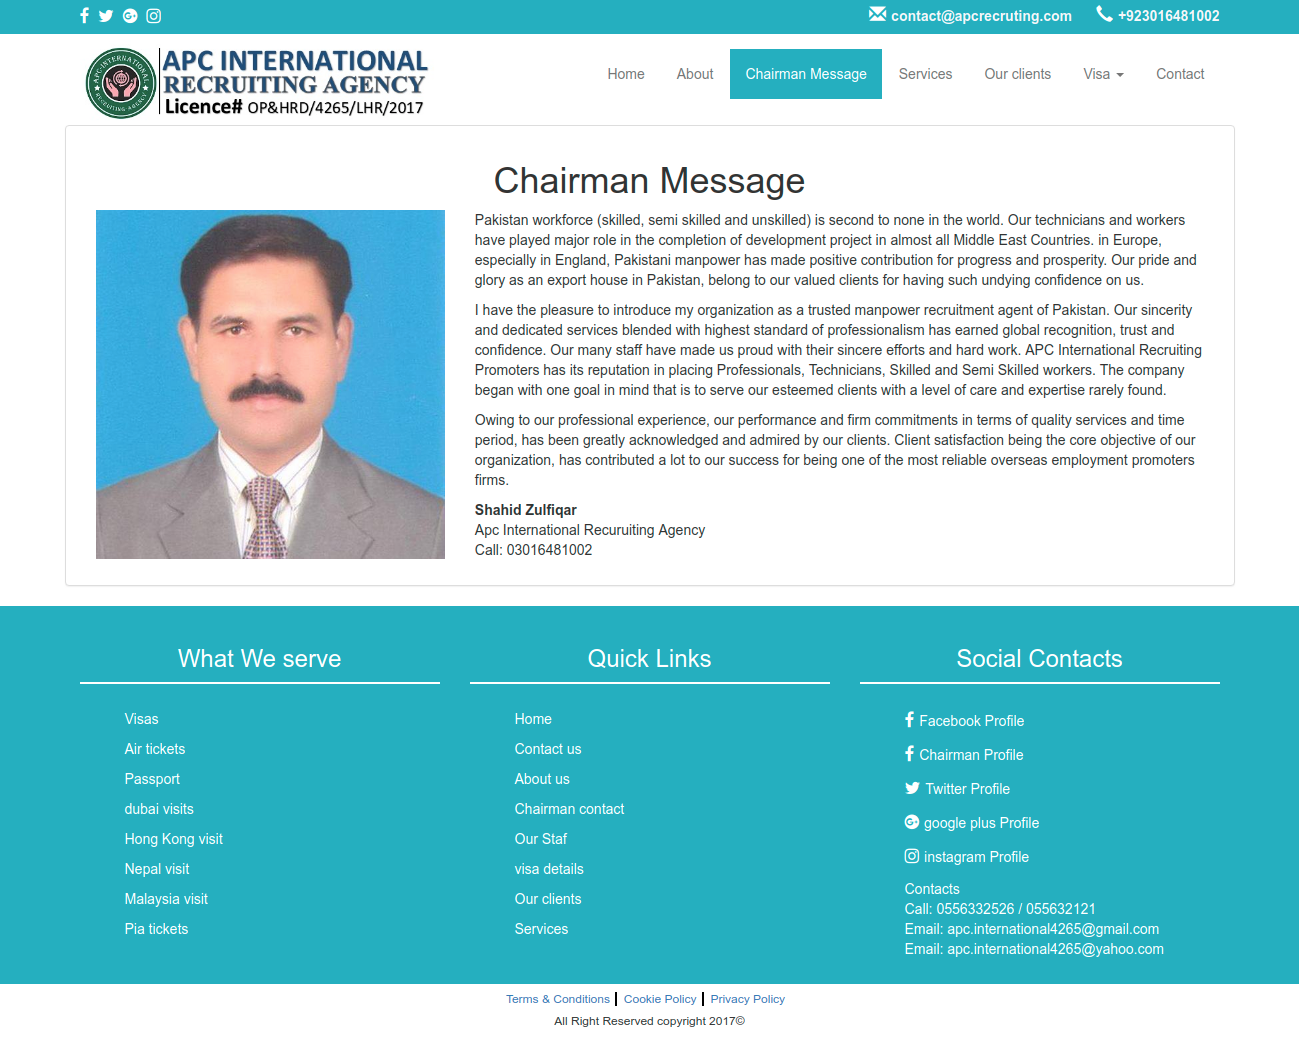 contact@apcrecruting.com +923016481002
APC-INTERNATIONAL
RECRUITING AGENCY
APC INTERNATIONAL
RECRUITING AGENCY
Licence# OP&HRD/4265/LHR/2017
Home About Chairman Message Services Our clients Visa Contact
Chairman Message
Pakistan workforce (skilled, semi skilled and unskilled) is second to none in the world. Our technicians and workers
have played major role in the completion of development project in almost all Middle East Countries. in Europe,
especially in England, Pakistani manpower has made positive contribution for progress and prosperity. Our pride and
glory as an export house in Pakistan, belong to our valued clients for having such undying confidence on us.
I have the pleasure to introduce my organization as a trusted manpower recruitment agent of Pakistan. Our sincerity
and dedicated services blended with highest standard of professionalism has earned global recognition, trust and
confidence. Our many staff have made us proud with their sincere efforts and hard work. APC International Recruiting
Promoters has its reputation in placing Professionals, Technicians, Skilled and Semi Skilled workers. The company
began with one goal in mind that is to serve our esteemed clients with a level of care and expertise rarely found.
Owing to our professional experience, our performance and firm commitments in terms of quality services and time
period, has been greatly acknowledged and admired by our clients. Client satisfaction being the core objective of our
organization, has contributed a lot to our success for being one of the most reliable overseas employment promoters
firms.
Shahid Zulfiqar
Apc International Recuruiting Agency
Call: 03016481002
What We serve
Visas
Air tickets
Passport
dubai visits
Hong Kong visit
Nepal visit
Malaysia visit
Pia tickets
Quick Links
Home
Contact us
About us
Chairman contact
Our Staf
visa details
Our clients
Services
Social Contacts
Facebook Profile
Chairman Profile
Twitter Profile
google plus Profile
instagram Profile
Contacts
Call: 0556332526 / 055632121
Email: apc.international4265@gmail.com
Email: apc.international4265@yahoo.com
Terms & Conditions | Cookie Policy | Privacy Policy
All Right Reserved copyright 2017©